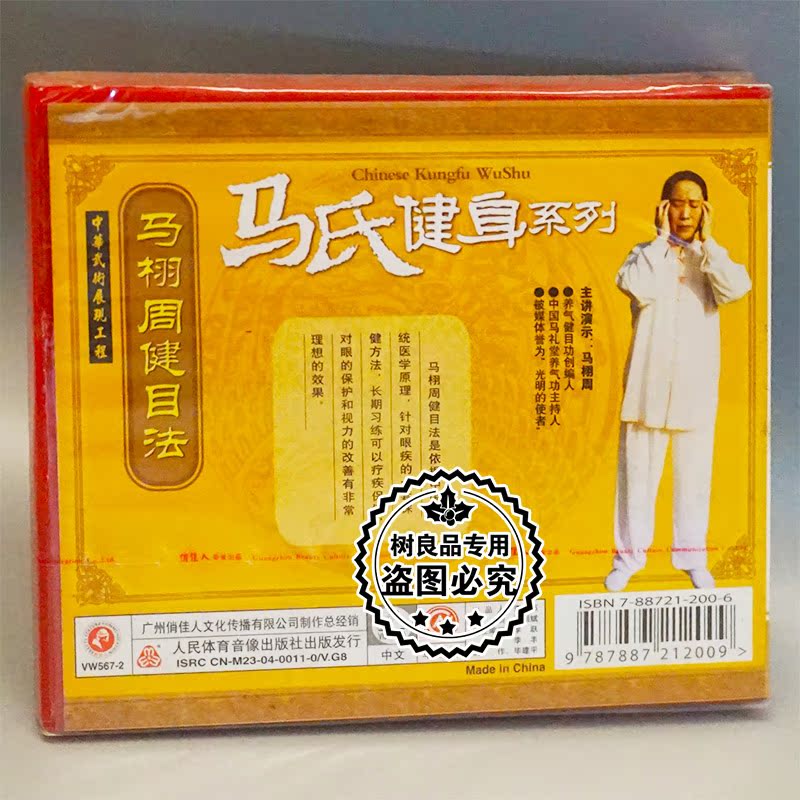 Chinese Kungfu WuShu
马氏健身系列
中華武術展現工程
马栩周健目法
主讲演示：马栩周
●养气健目功创编人
●中国马礼堂养气功主持人
●被媒体誉为“光明的使者”
马栩周健目法是依
统医学原理，针对眼疾的
健方法，长期习练可以疗疾保
对眼的保护和视力的改善有非常
理想的效果。
树良品专用
盗图必究
俏佳人
Guangzhou Beauty Culture Communication
VW567-2
广州俏佳人文化传播有限公司制作总经销
人民体育音像出版社出版发行
ISRC CN-M23-04-0011-0/V.G8
中文
Made in China
ISBN 7-88721-200-6
9 787887 212009 >